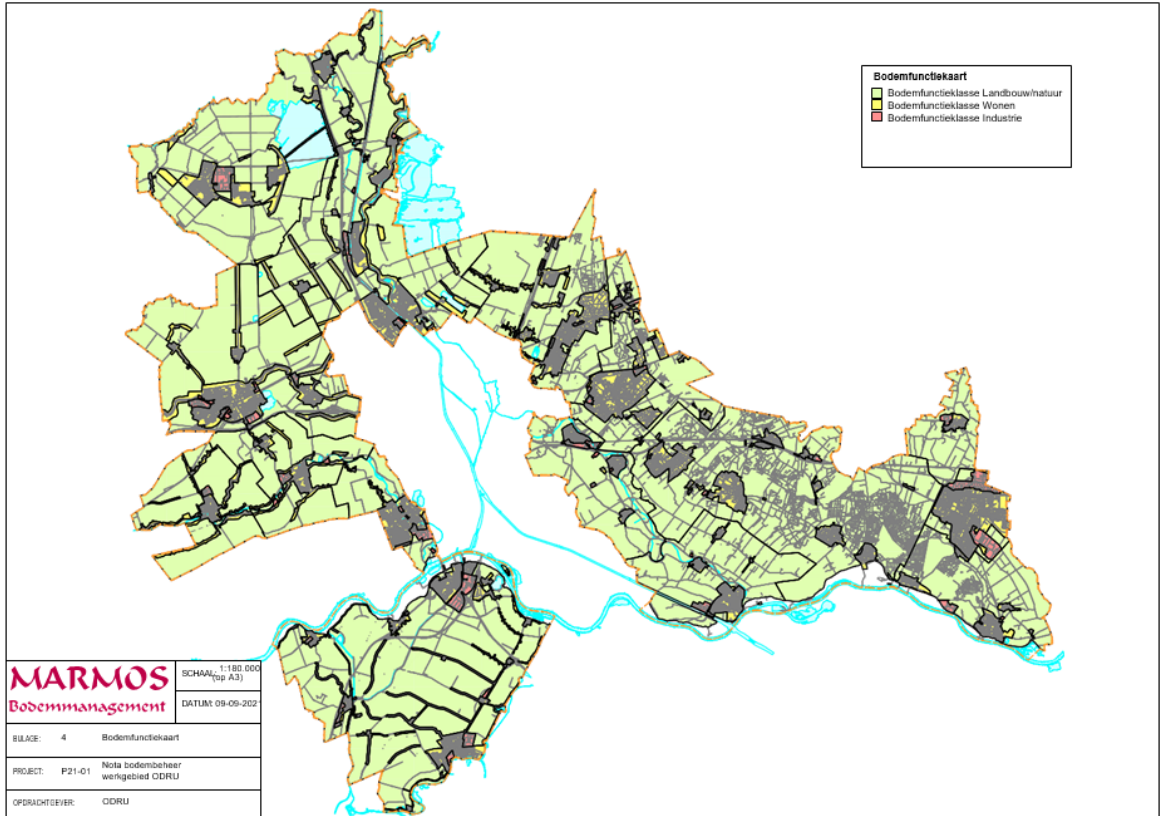 Bodemfunctiekaart
Bodemfunctieklasse Landbouw/natuur
Bodemfunctieklasse Wonen
Bodemfunctieklasse Industrie
MARMOS
Bodemmanagement
SCHAAL: 1:180.000
(op A3)
DATUM: 09-09-2021
BIJLAGE: 4 Bodemfunctiekaart
PROJECT: P21-01 Nota bodembeheer
werkgebied ODRU
OPDRACHTGEVER: ODRU